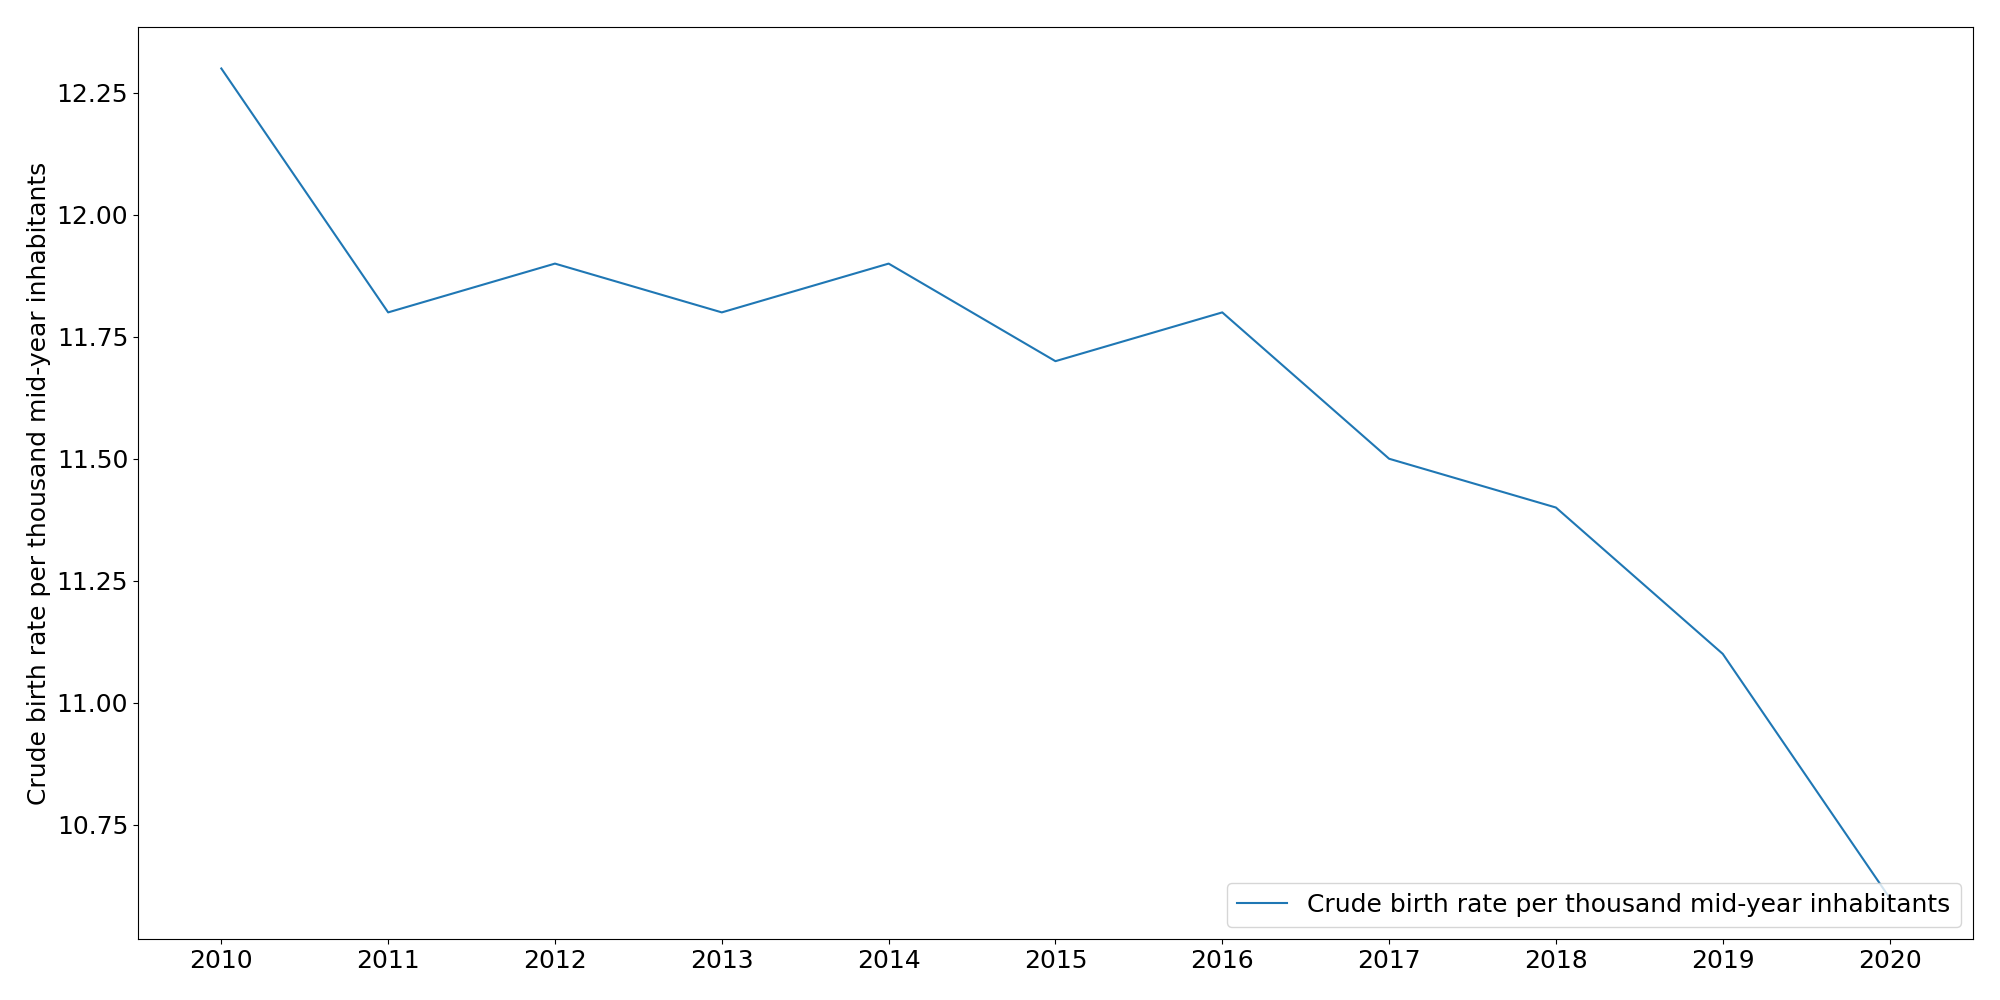 Crude birth rate per thousand mid-year inhabitants
12.25
12.00
11.75
11.50
11.25
11.00
10.75
Crude birth rate per thousand mid-year inhabitants
2010 2011 2012 2013 2014 2015 2016 2017 2018 2019 2020